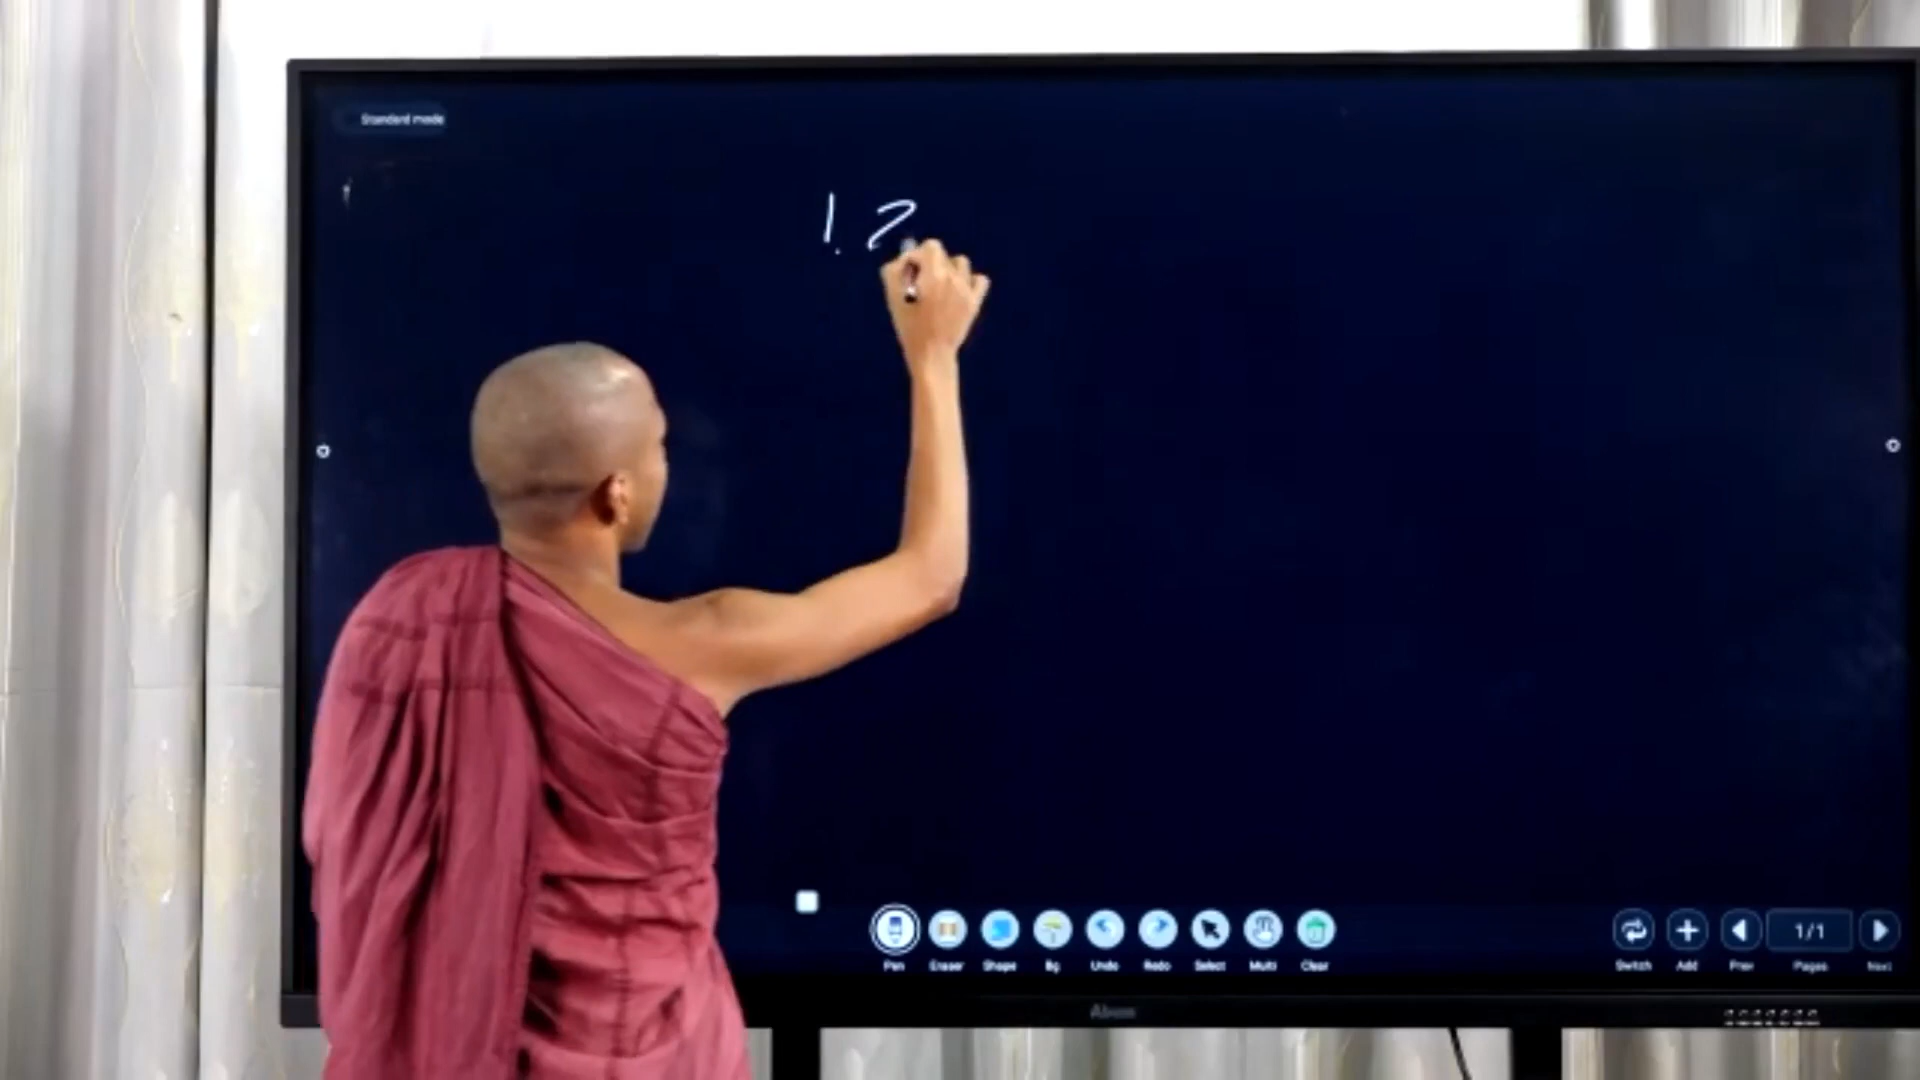 Standard mode
1.2
Pen Eraser Shape Bg Undo Redo Select Multi Clear
1/1
Switch Add Prev Pages Next